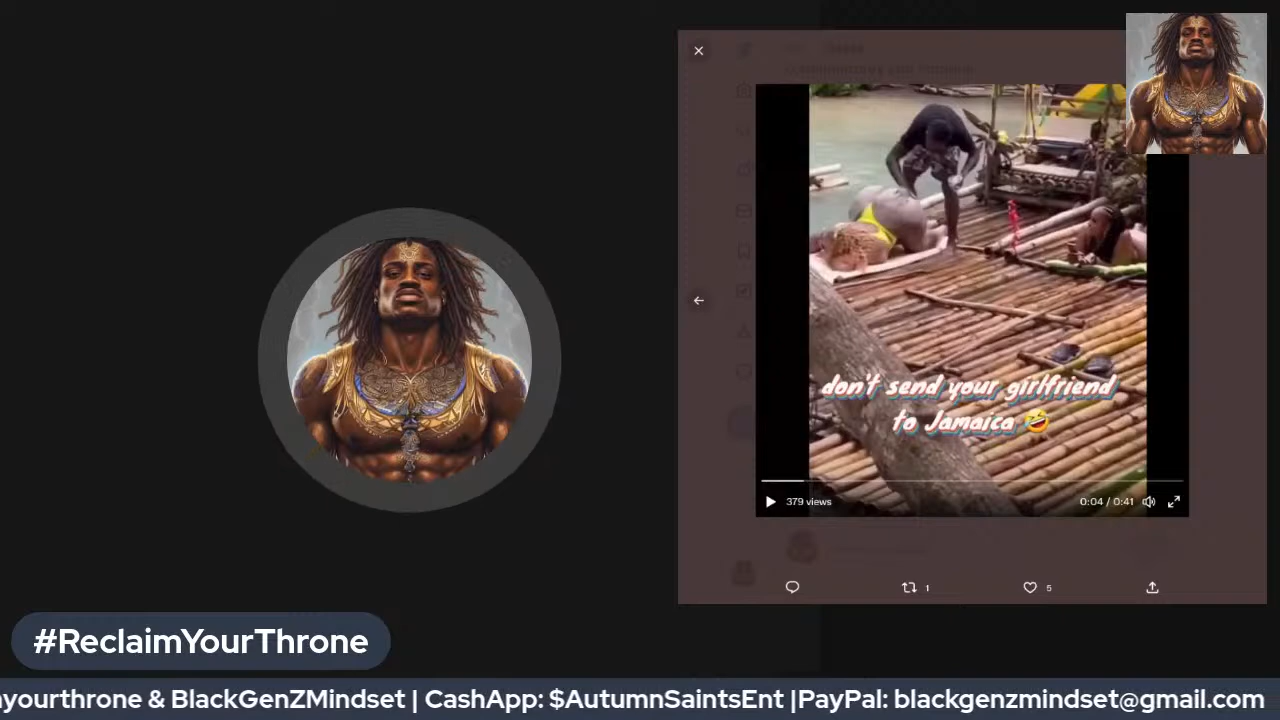 don't send your girlfriend
to Jamaica 🤣
379 views
0:04 / 0:41
1
5
#ReclaimYourThrone
yourthrone & BlackGenZMindset | CashApp: $AutumnSaintsEnt |PayPal: blackgenzmindset@gmail.com